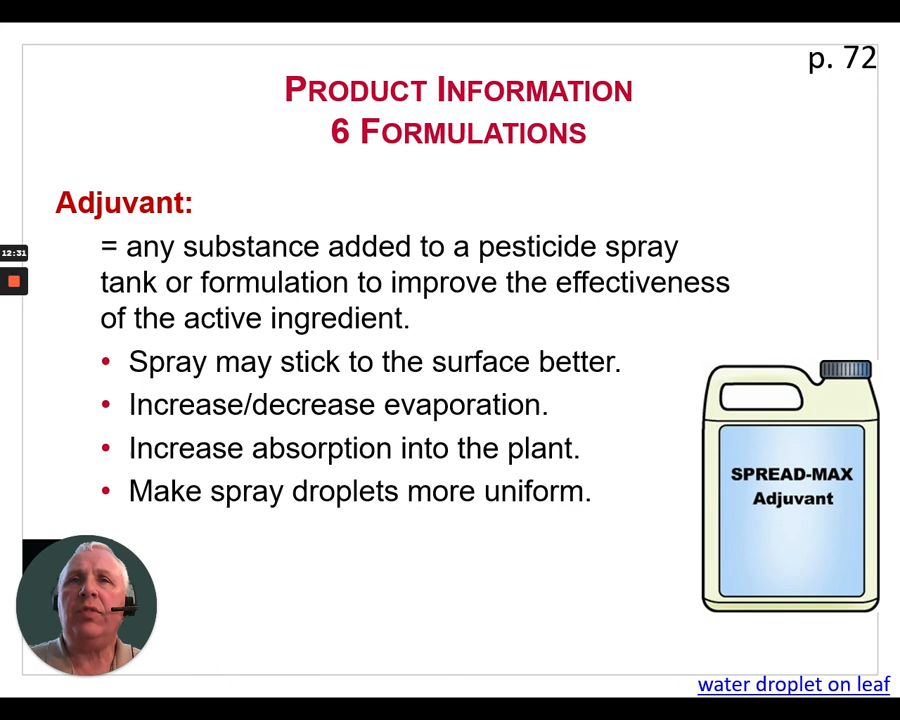 p. 72
PRODUCT INFORMATION
6 FORMULATIONS
Adjuvant:
= any substance added to a pesticide spray
tank or formulation to improve the effectiveness
of the active ingredient.
• Spray may stick to the surface better.
• Increase/decrease evaporation.
• Increase absorption into the plant.
• Make spray droplets more uniform.
12:31
SPREAD-MAX
Adjuvant
water droplet on leaf